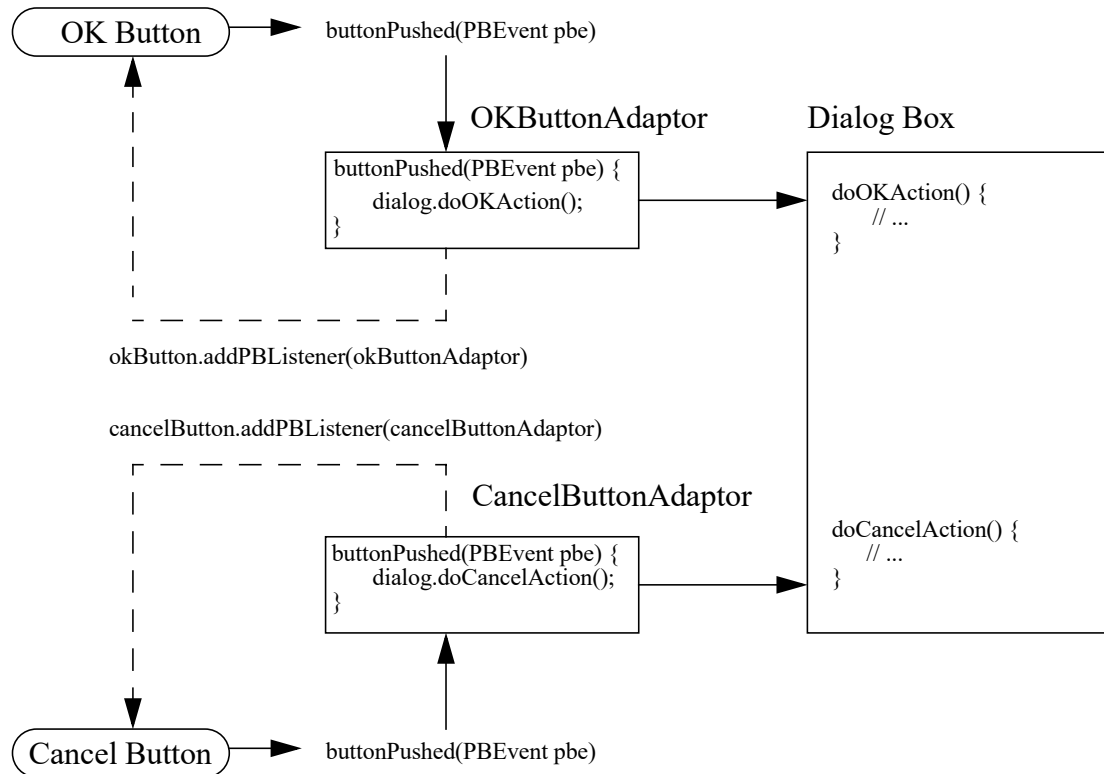 OK Button
buttonPushed(PBEvent pbe)
OKButtonAdaptor
Dialog Box
buttonPushed(PBEvent pbe) {
dialog.doOKAction();
}
doOKAction() {
// ...
}
okButton.addPBListener(okButtonAdaptor)
cancelButton.addPBListener(cancelButtonAdaptor)
CancelButtonAdaptor
buttonPushed(PBEvent pbe) {
dialog.doCancelAction();
}
doCancelAction() {
// ...
}
Cancel Button
buttonPushed(PBEvent pbe)